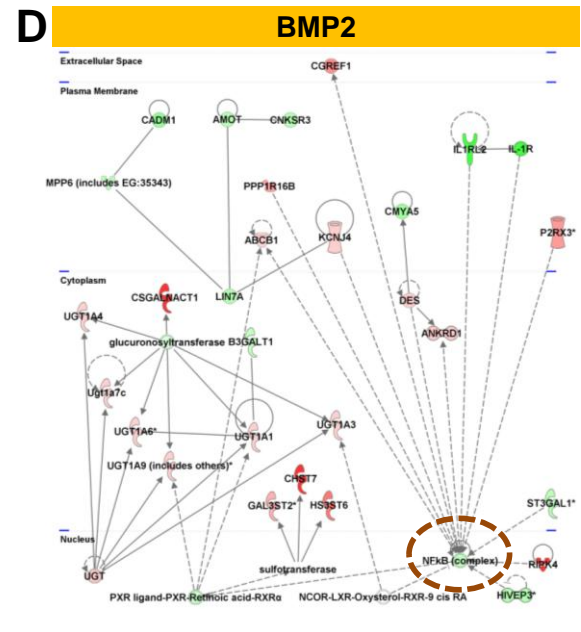 D
BMP2
Extracellular Space
CGREF1
Plasma Membrane
CADM1
AMOT
CNKSR3
IL1RL2
IL-1R
MPP6 (includes EG:35343)
PPP1R16B
CMYA5
ABCB1
KCNJ4
P2RX3*
Cytoplasm
CSGALNACT1
LIN7A
DES
UGT1A4
ANKRD1
glucuronosyltransferase
B3GALT1
Ugt1a7c
UGT1A6*
UGT1A1
UGT1A3
UGT1A9 (includes others)*
CHST7
GAL3ST2*
HS3ST6
ST3GAL1*
Nucleus
NFkB (complex)
RIPK4
UGT
sulfotransferase
PXR ligand-PXR-Retinoic acid-RXRα
NCOR-LXR-Oxysterol-RXR-9 cis RA
HIVEP3*